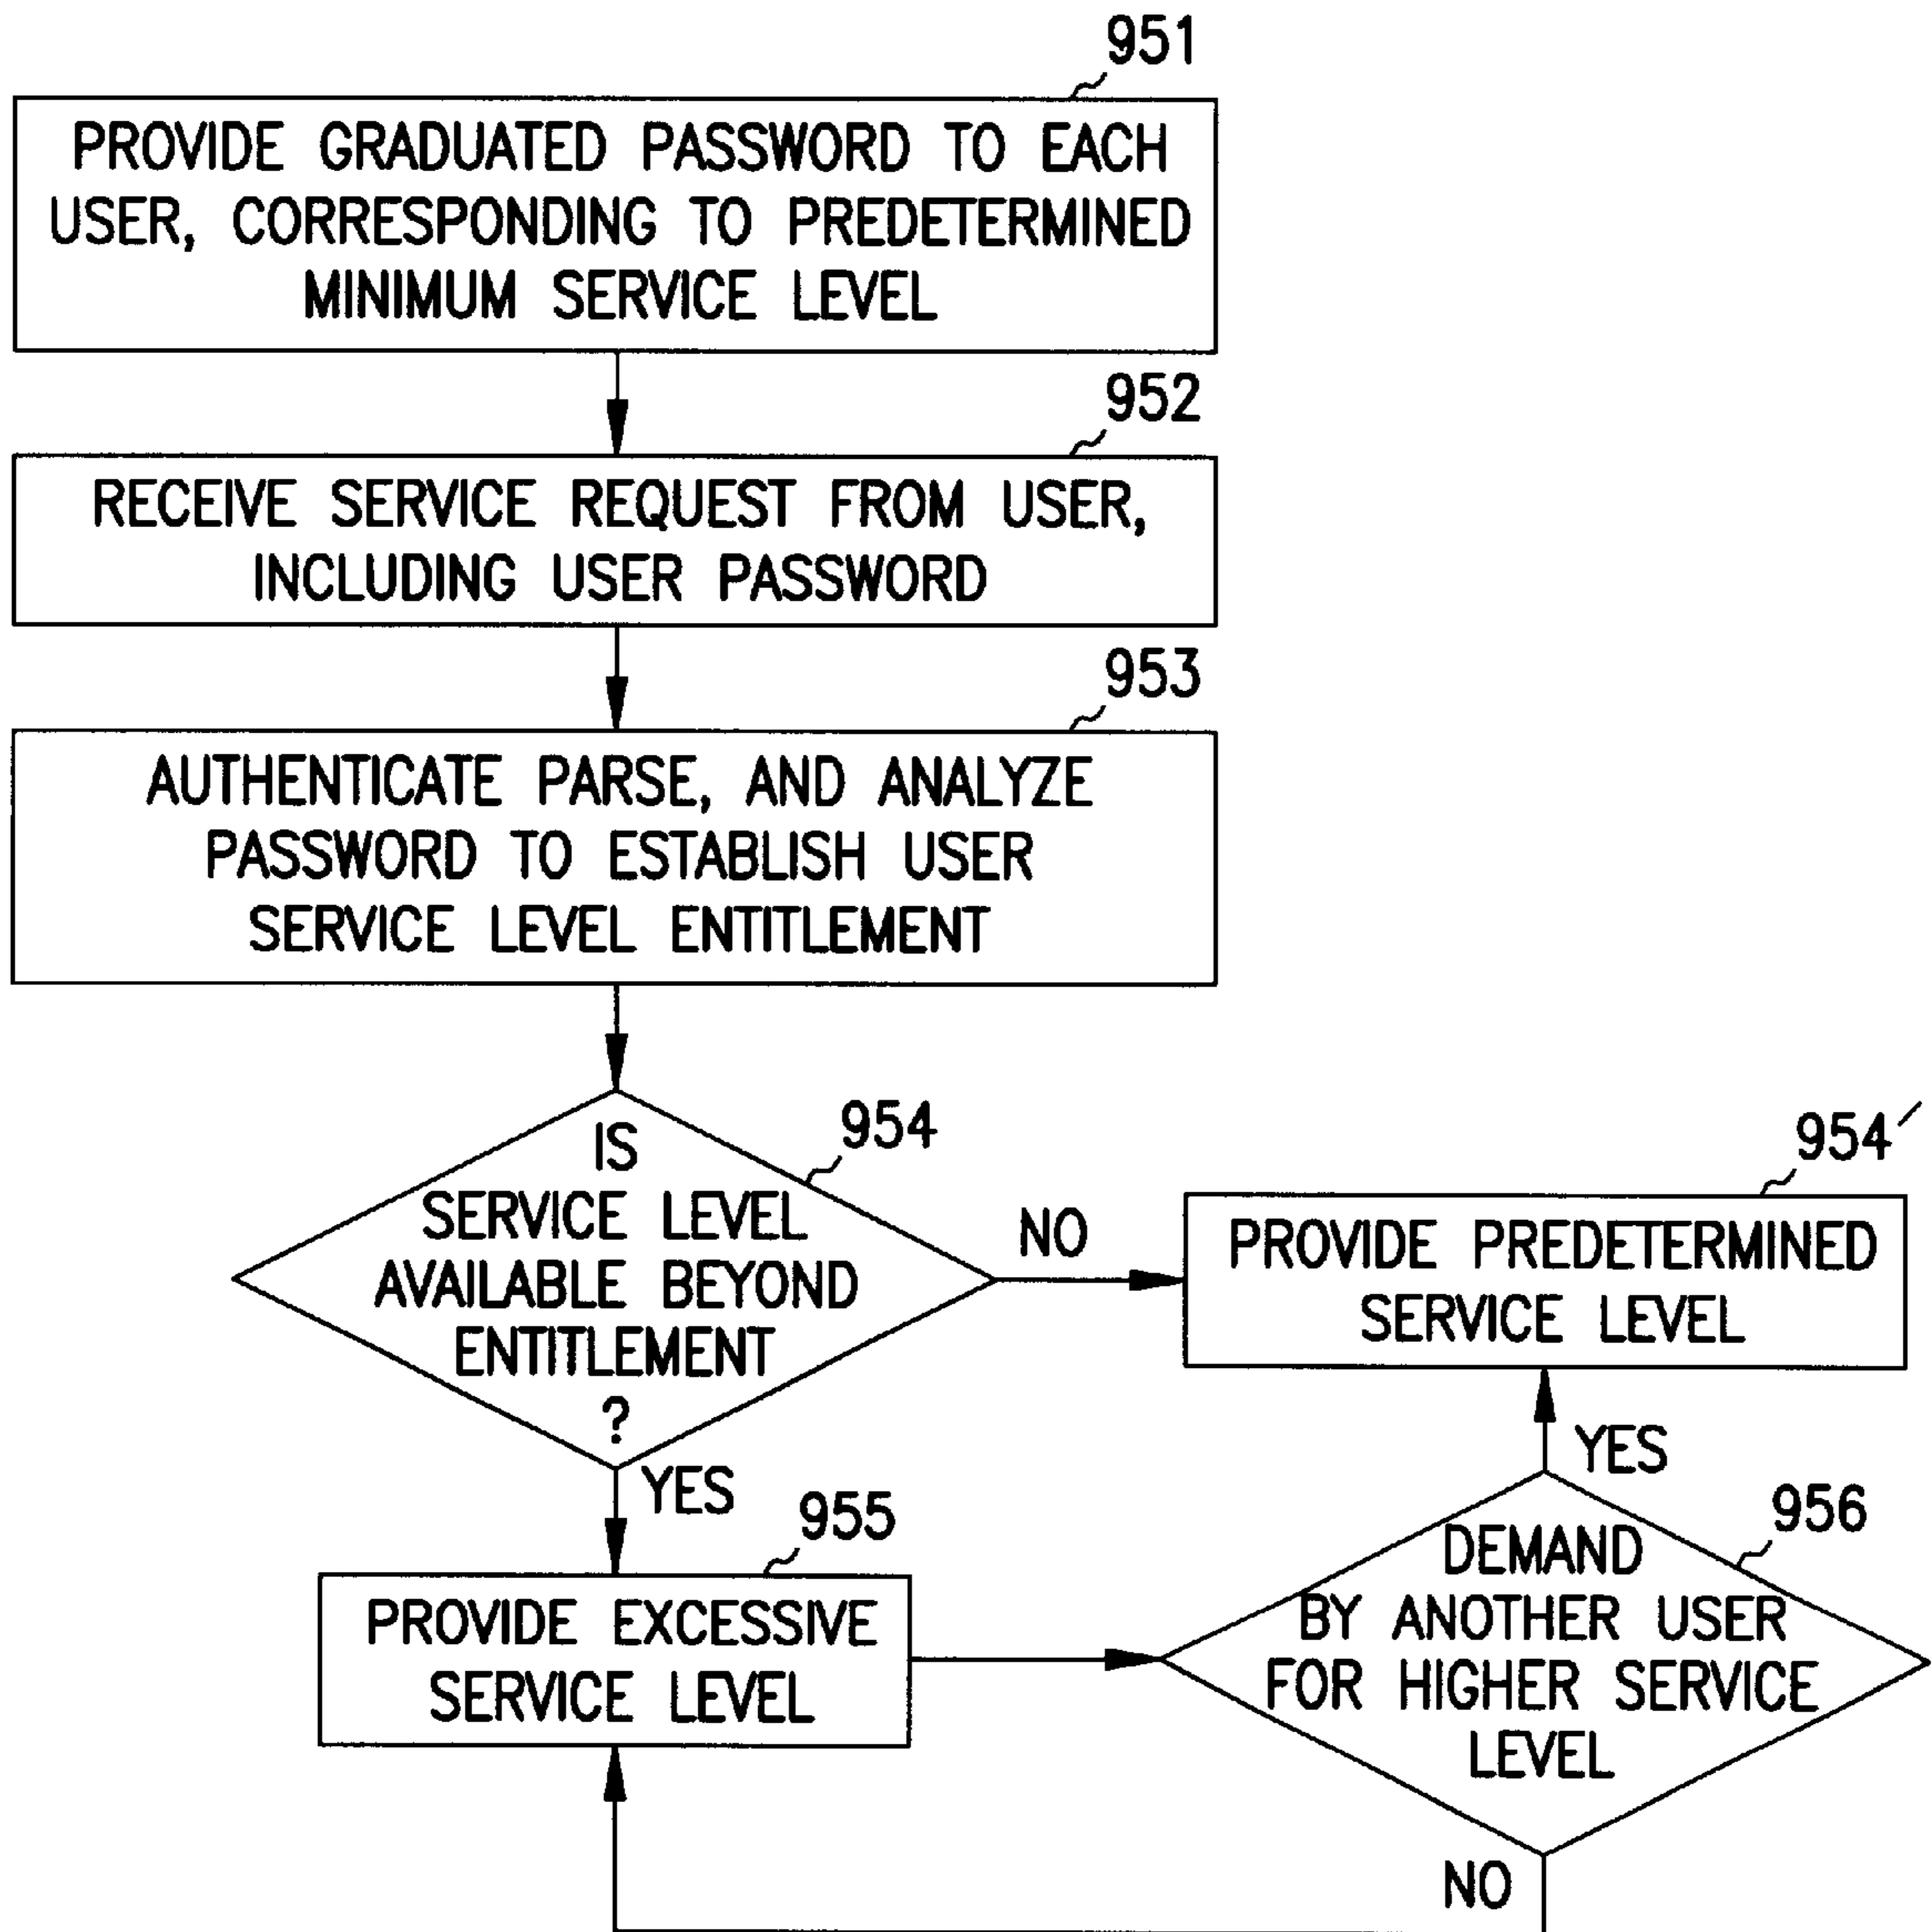 951
PROVIDE GRADUATED PASSWORD TO EACH
USER, CORRESPONDING TO PREDETERMINED
MINIMUM SERVICE LEVEL
952
RECEIVE SERVICE REQUEST FROM USER,
INCLUDING USER PASSWORD
953
AUTHENTICATE PARSE, AND ANALYZE
PASSWORD TO ESTABLISH USER
SERVICE LEVEL ENTITLEMENT
954
IS
SERVICE LEVEL
AVAILABLE BEYOND
ENTITLEMENT
?
NO
954′
PROVIDE PREDETERMINED
SERVICE LEVEL
YES
YES
955
PROVIDE EXCESSIVE
SERVICE LEVEL
956
DEMAND
BY ANOTHER USER
FOR HIGHER SERVICE
LEVEL
NO